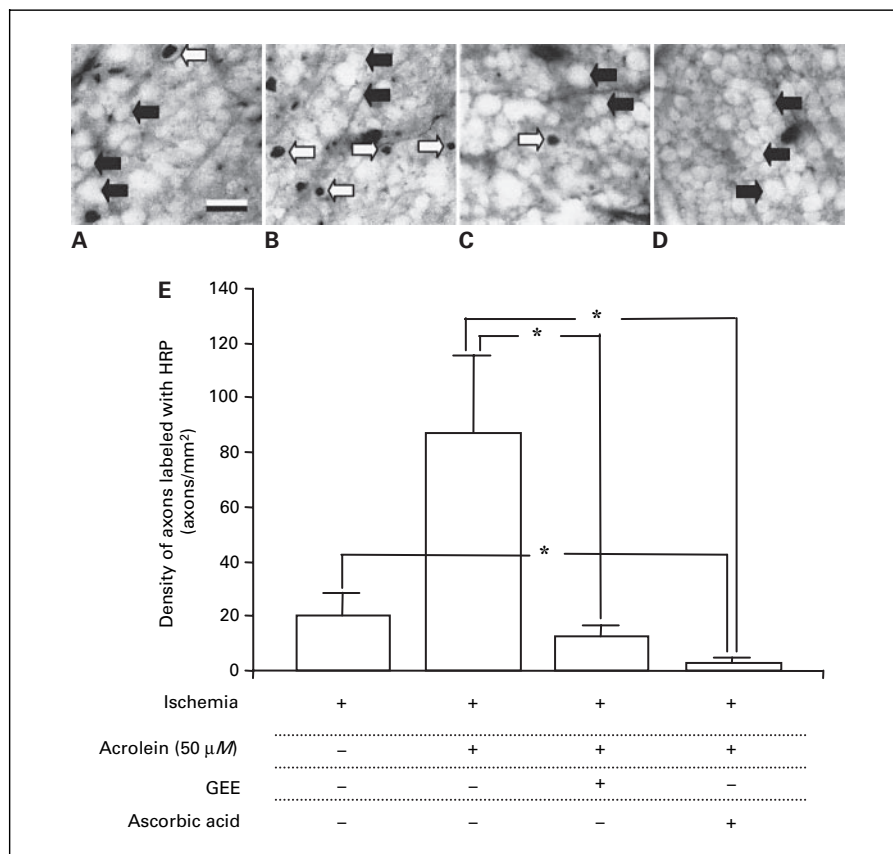 A B C D
E
140
120
100
80
60
40
20
0
Density of axons labeled with HRP
(axons/mm²)
*
*
*
Ischemia + + + +
Acrolein (50 μM) – + + +
GEE – – + –
Ascorbic acid – – – +